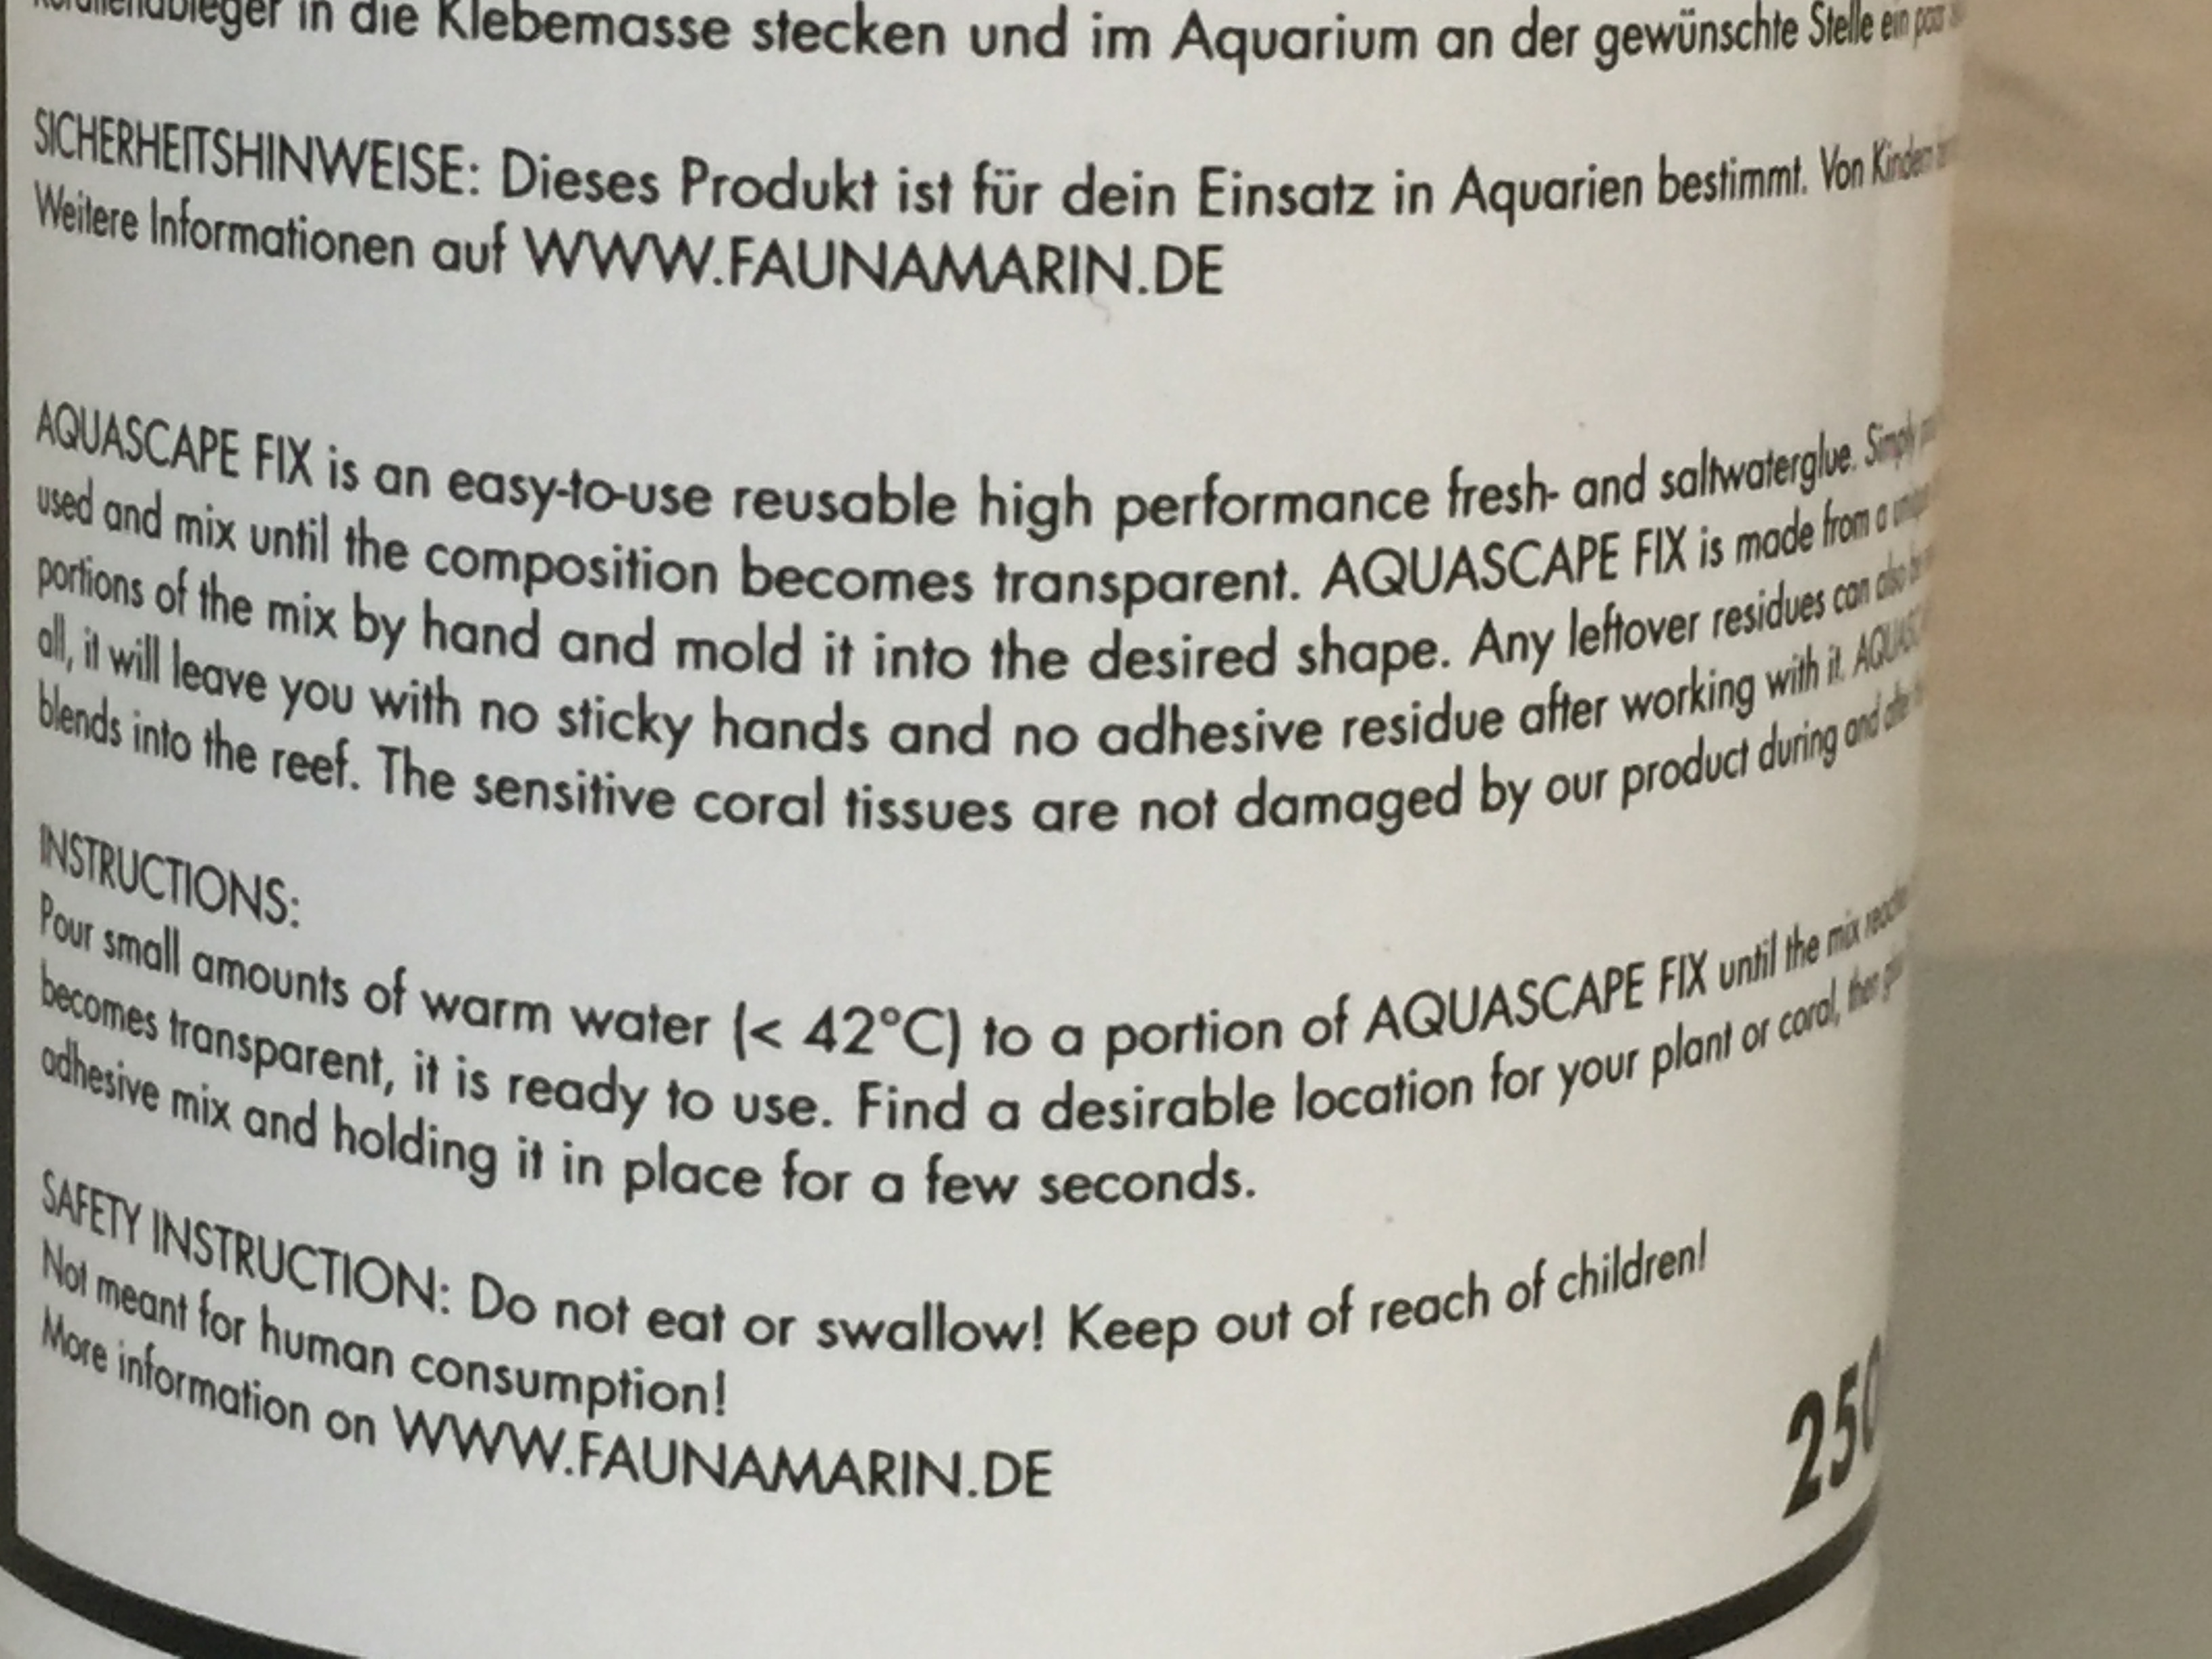 in die Klebemasse stecken und im Aquarium an der gewünschte Stelle ein paar
SICHERHEITSHINWEISE: Dieses Produkt ist für dein Einsatz in Aquarien bestimmt. Von Kindern
Weitere Informationen auf WWW.FAUNAMARIN.DE
AQUASCAPE FIX is an easy-to-use reusable high performance fresh- and saltwaterglue. Simply
used and mix until the composition becomes transparent. AQUASCAPE FIX is made from a
portions of the mix by hand and mold it into the desired shape. Any leftover residues can also be
all, it will leave you with no sticky hands and no adhesive residue after working with it.
blends into the reef. The sensitive coral tissues are not damaged by our product during and
INSTRUCTIONS:
Pour small amounts of warm water (< 42°C) to a portion of AQUASCAPE FIX until the mix
becomes transparent, it is ready to use. Find a desirable location for your plant or coral, then
adhesive mix and holding it in place for a few seconds.
SAFETY INSTRUCTION: Do not eat or swallow! Keep out of reach of children!
Not meant for human consumption!
More information on WWW.FAUNAMARIN.DE
250